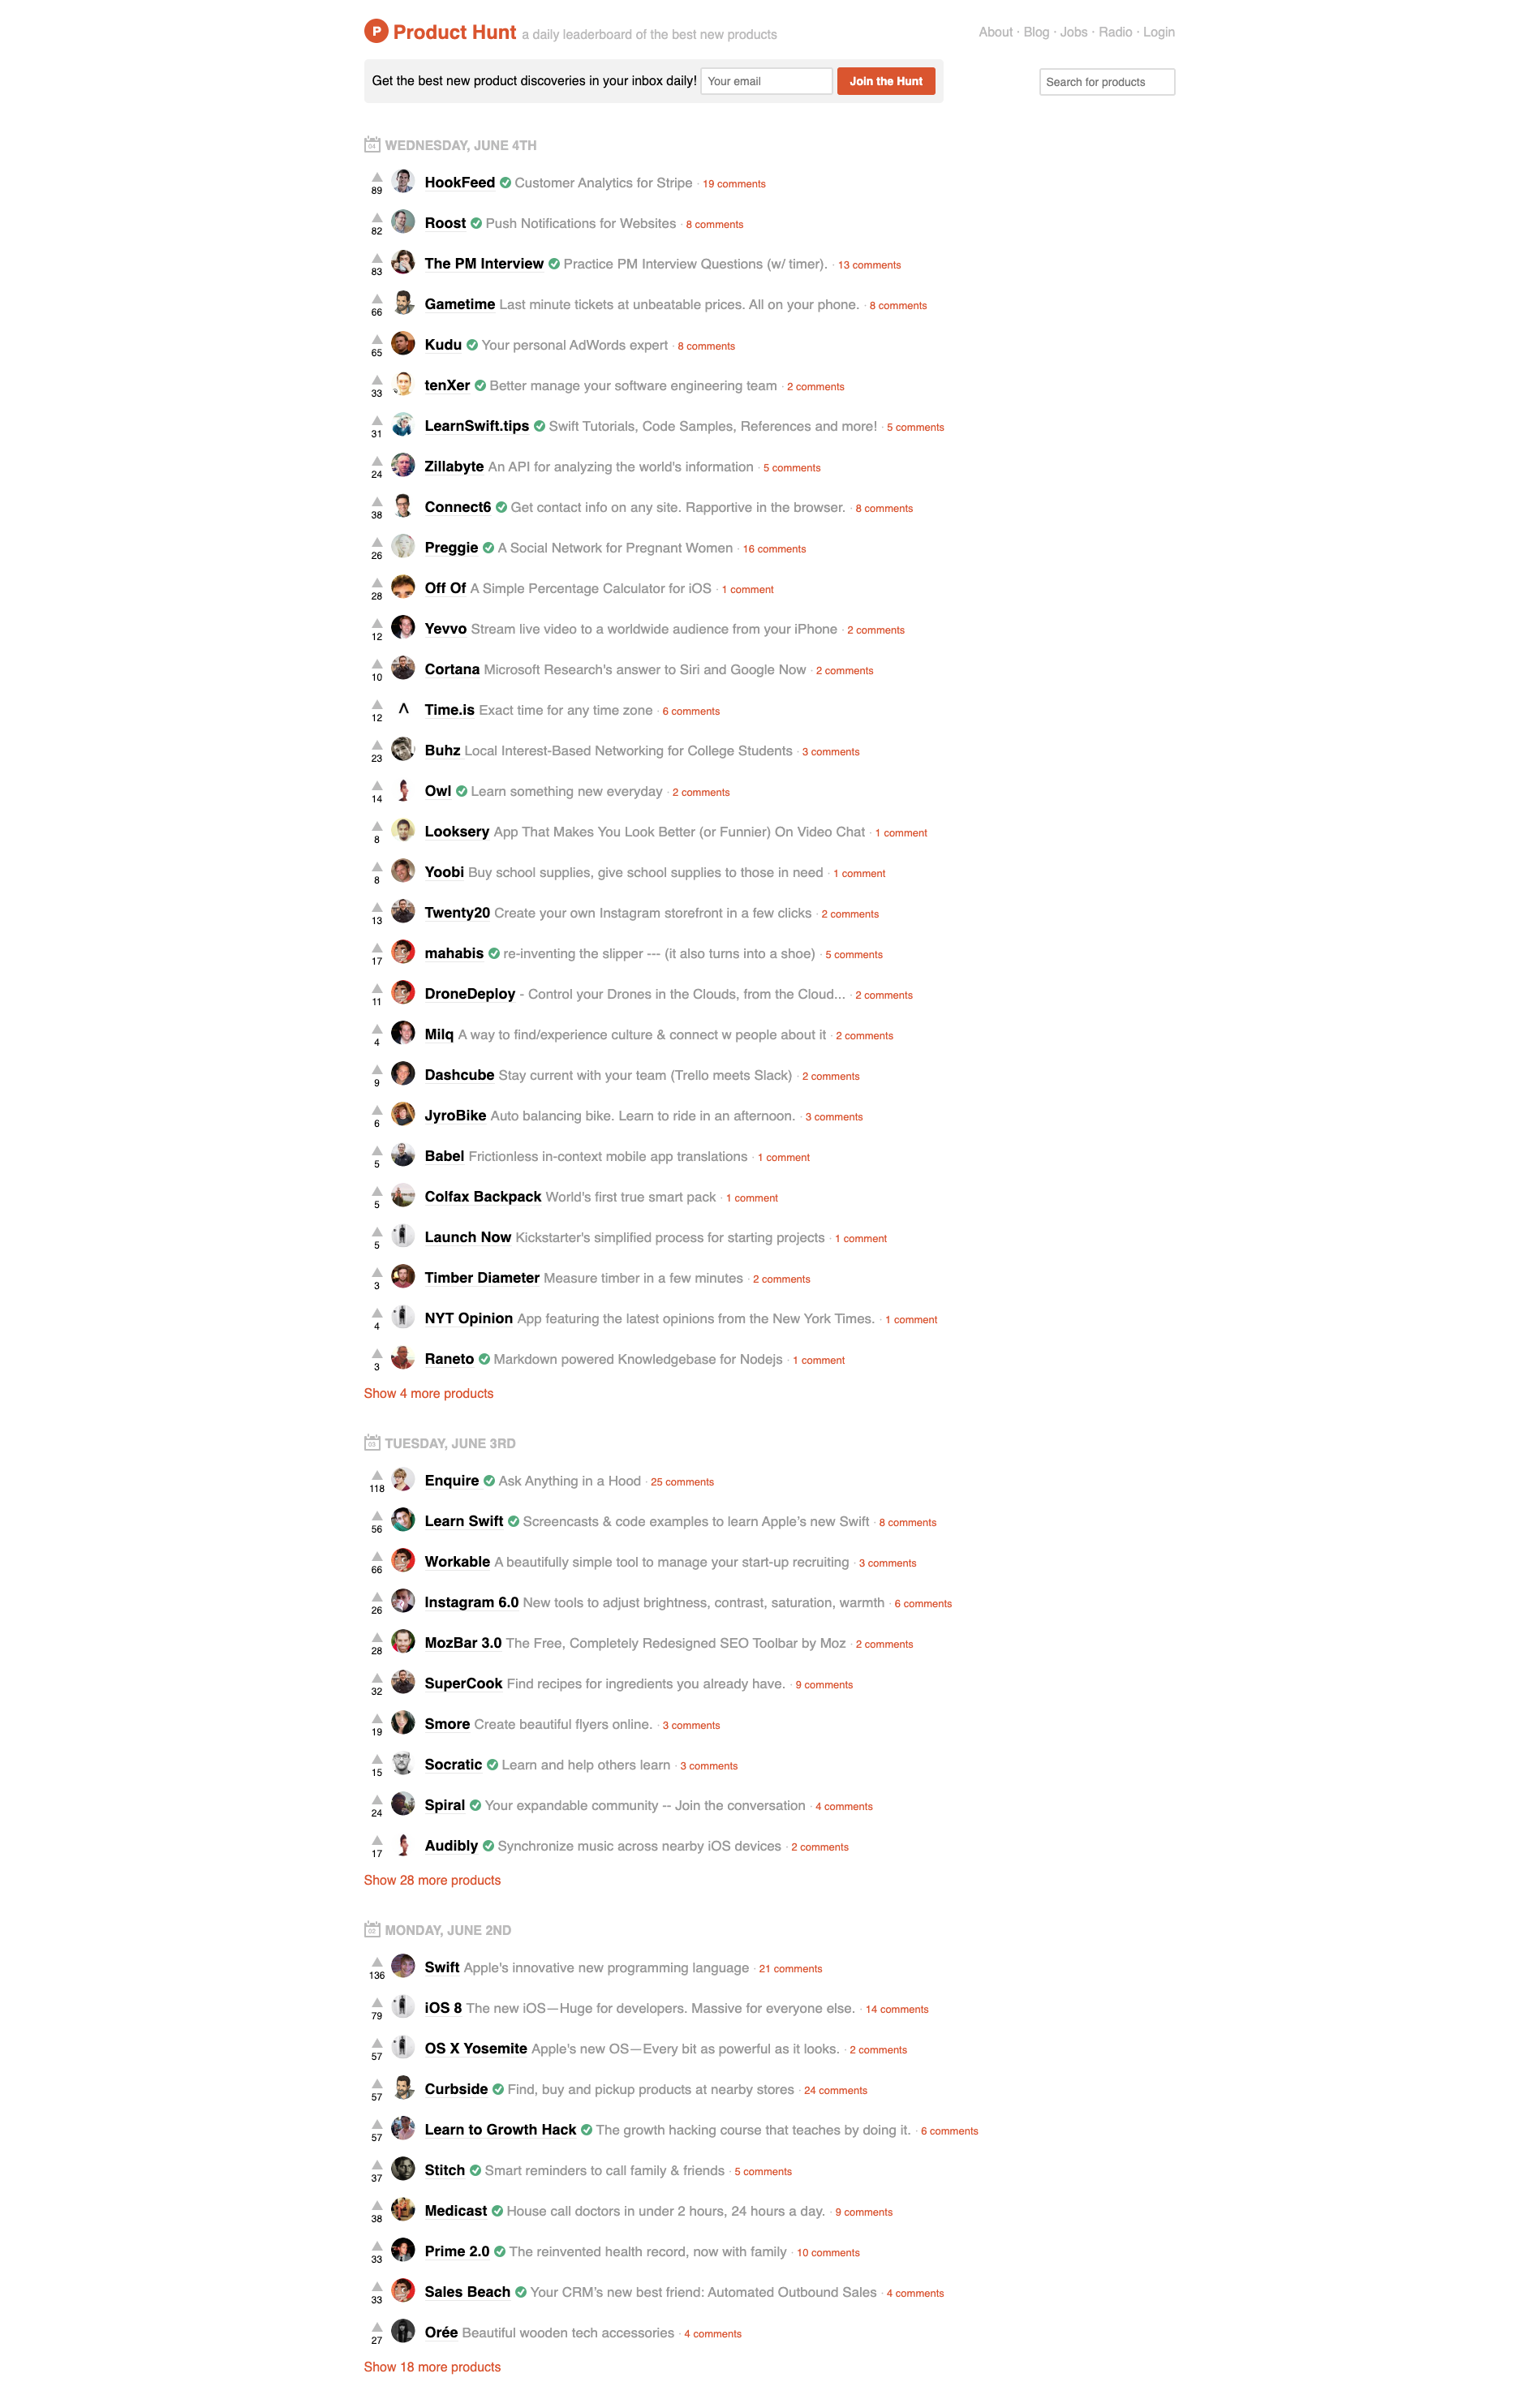 P Product Hunt a daily leaderboard of the best new products About · Blog · Jobs · Radio · Login
Get the best new product discoveries in your inbox daily! Your email Join the Hunt Search for products
04 WEDNESDAY, JUNE 4TH
89 HookFeed Customer Analytics for Stripe · 19 comments
82 Roost Push Notifications for Websites · 8 comments
83 The PM Interview Practice PM Interview Questions (w/ timer). · 13 comments
66 Gametime Last minute tickets at unbeatable prices. All on your phone. · 8 comments
65 Kudu Your personal AdWords expert · 8 comments
33 tenXer Better manage your software engineering team · 2 comments
31 LearnSwift.tips Swift Tutorials, Code Samples, References and more! · 5 comments
24 Zillabyte An API for analyzing the world's information · 5 comments
38 Connect6 Get contact info on any site. Rapportive in the browser. · 8 comments
26 Preggie A Social Network for Pregnant Women · 16 comments
28 Off Of A Simple Percentage Calculator for iOS · 1 comment
12 Yevvo Stream live video to a worldwide audience from your iPhone · 2 comments
10 Cortana Microsoft Research's answer to Siri and Google Now · 2 comments
12 Time.is Exact time for any time zone · 6 comments
23 Buhz Local Interest-Based Networking for College Students · 3 comments
14 Owl Learn something new everyday · 2 comments
8 Looksery App That Makes You Look Better (or Funnier) On Video Chat · 1 comment
8 Yoobi Buy school supplies, give school supplies to those in need · 1 comment
13 Twenty20 Create your own Instagram storefront in a few clicks · 2 comments
17 mahabis re-inventing the slipper --- (it also turns into a shoe) · 5 comments
11 DroneDeploy - Control your Drones in the Clouds, from the Cloud... · 2 comments
4 Milq A way to find/experience culture & connect w people about it · 2 comments
9 Dashcube Stay current with your team (Trello meets Slack) · 2 comments
6 JyroBike Auto balancing bike. Learn to ride in an afternoon. · 3 comments
5 Babel Frictionless in-context mobile app translations · 1 comment
5 Colfax Backpack World's first true smart pack · 1 comment
5 Launch Now Kickstarter's simplified process for starting projects · 1 comment
3 Timber Diameter Measure timber in a few minutes · 2 comments
4 NYT Opinion App featuring the latest opinions from the New York Times. · 1 comment
3 Raneto Markdown powered Knowledgebase for Nodejs · 1 comment
Show 4 more products
03 TUESDAY, JUNE 3RD
118 Enquire Ask Anything in a Hood · 25 comments
56 Learn Swift Screencasts & code examples to learn Apple's new Swift · 8 comments
66 Workable A beautifully simple tool to manage your start-up recruiting · 3 comments
26 Instagram 6.0 New tools to adjust brightness, contrast, saturation, warmth · 6 comments
28 MozBar 3.0 The Free, Completely Redesigned SEO Toolbar by Moz · 2 comments
32 SuperCook Find recipes for ingredients you already have. · 9 comments
19 Smore Create beautiful flyers online. · 3 comments
15 Socratic Learn and help others learn · 3 comments
24 Spiral Your expandable community -- Join the conversation · 4 comments
17 Audibly Synchronize music across nearby iOS devices · 2 comments
Show 28 more products
02 MONDAY, JUNE 2ND
136 Swift Apple's innovative new programming language · 21 comments
79 iOS 8 The new iOS—Huge for developers. Massive for everyone else. · 14 comments
57 OS X Yosemite Apple's new OS—Every bit as powerful as it looks. · 2 comments
57 Curbside Find, buy and pickup products at nearby stores · 24 comments
57 Learn to Growth Hack The growth hacking course that teaches by doing it. · 6 comments
37 Stitch Smart reminders to call family & friends · 5 comments
38 Medicast House call doctors in under 2 hours, 24 hours a day. · 9 comments
33 Prime 2.0 The reinvented health record, now with family · 10 comments
33 Sales Beach Your CRM's new best friend: Automated Outbound Sales · 4 comments
27 Orée Beautiful wooden tech accessories · 4 comments
Show 18 more products